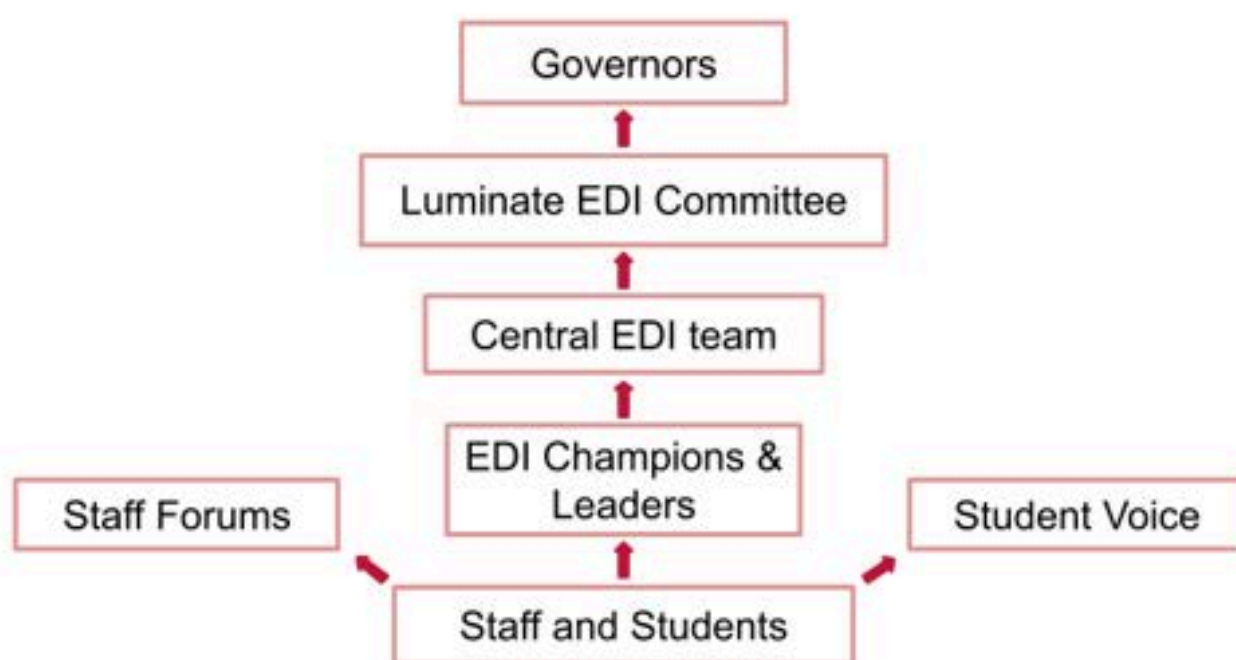 Governors
Luminate EDI Committee
Central EDI team
EDI Champions &
Leaders
Staff Forums
Student Voice
Staff and Students